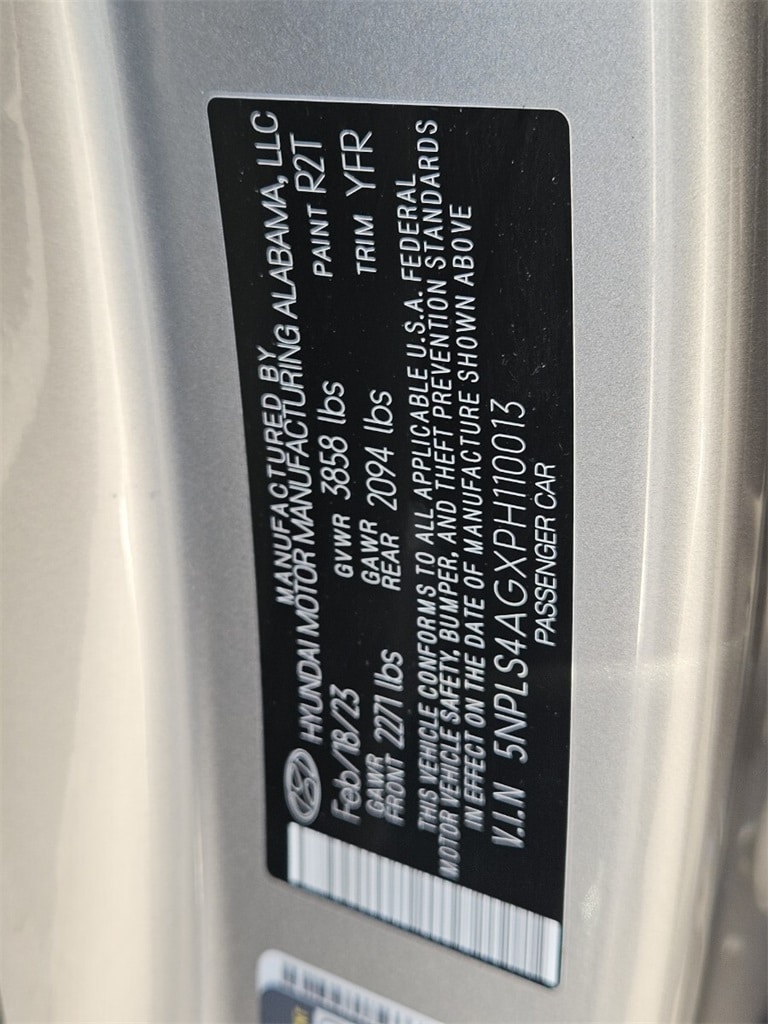 MANUFACTURED BY
HYUNDAI MOTOR MANUFACTURING ALABAMA, LLC
Feb/18/23 GVWR 3858 lbs PAINT R2T
GAWR FRONT 2271 lbs GAWR REAR 2094 lbs TRIM YFR
THIS VEHICLE CONFORMS TO ALL APPLICABLE U.S.A. FEDERAL
MOTOR VEHICLE SAFETY, BUMPER, AND THEFT PREVENTION STANDARDS
IN EFFECT ON THE DATE OF MANUFACTURE SHOWN ABOVE
V.I.N 5NPLS4AGXPH110013
PASSENGER CAR